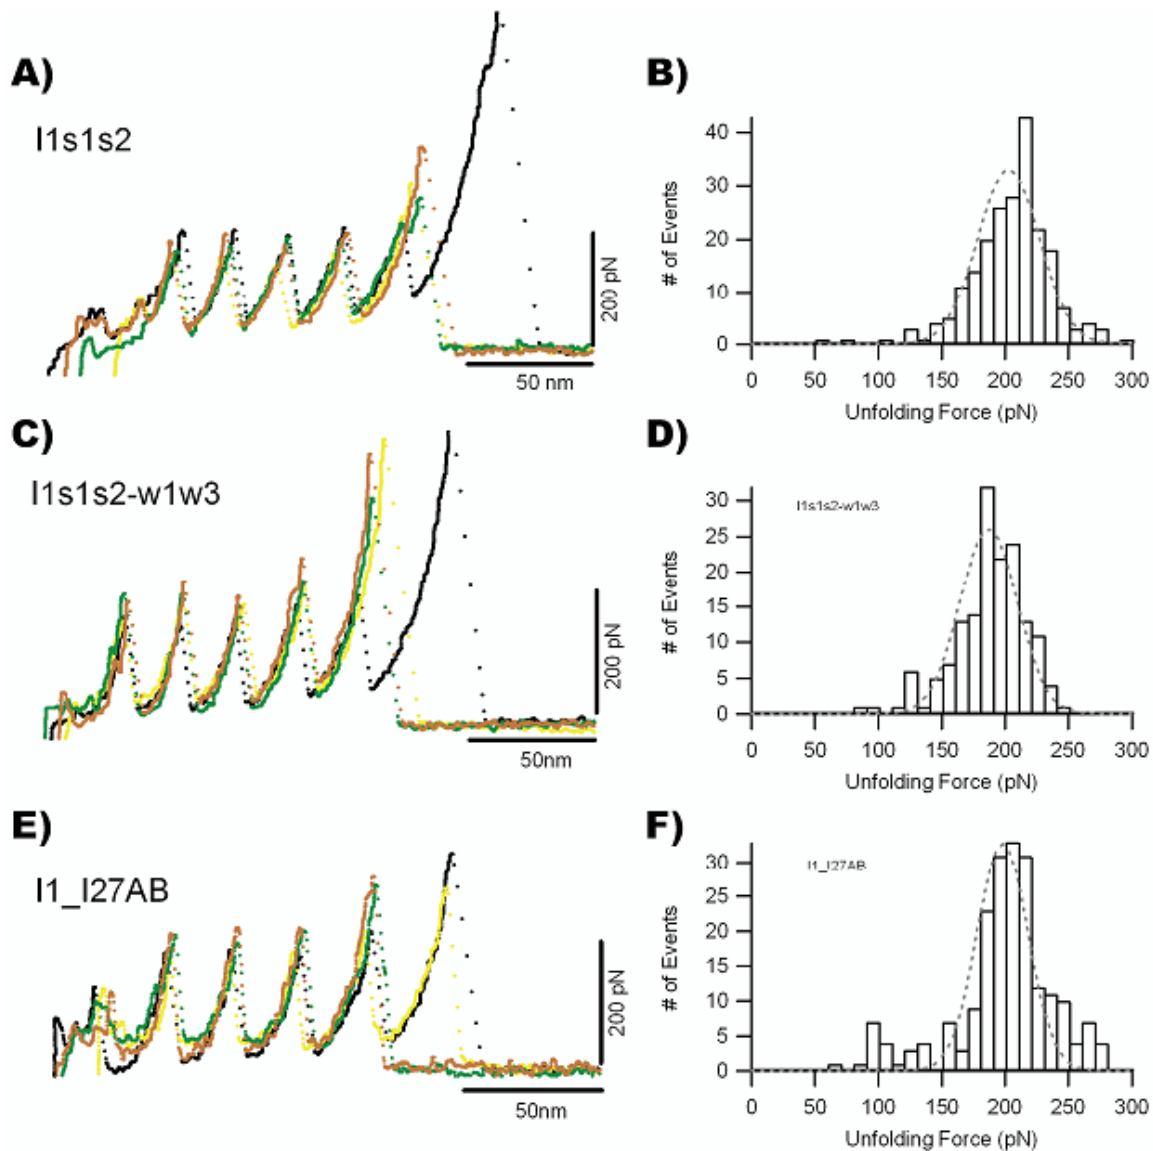 A)
I1s1s2
200 pN
50 nm
B)
# of Events
40
30
20
10
0
0 50 100 150 200 250 300
Unfolding Force (pN)
C)
I1s1s2-w1w3
200 pN
50nm
D)
I1s1s2-w1w3
# of Events
30
25
20
15
10
5
0
0 50 100 150 200 250 300
Unfolding Force (pN)
E)
I1_I27AB
200 pN
50nm
F)
I1_I27AB
# of Events
30
25
20
15
10
5
0
0 50 100 150 200 250 300
Unfolding Force (pN)